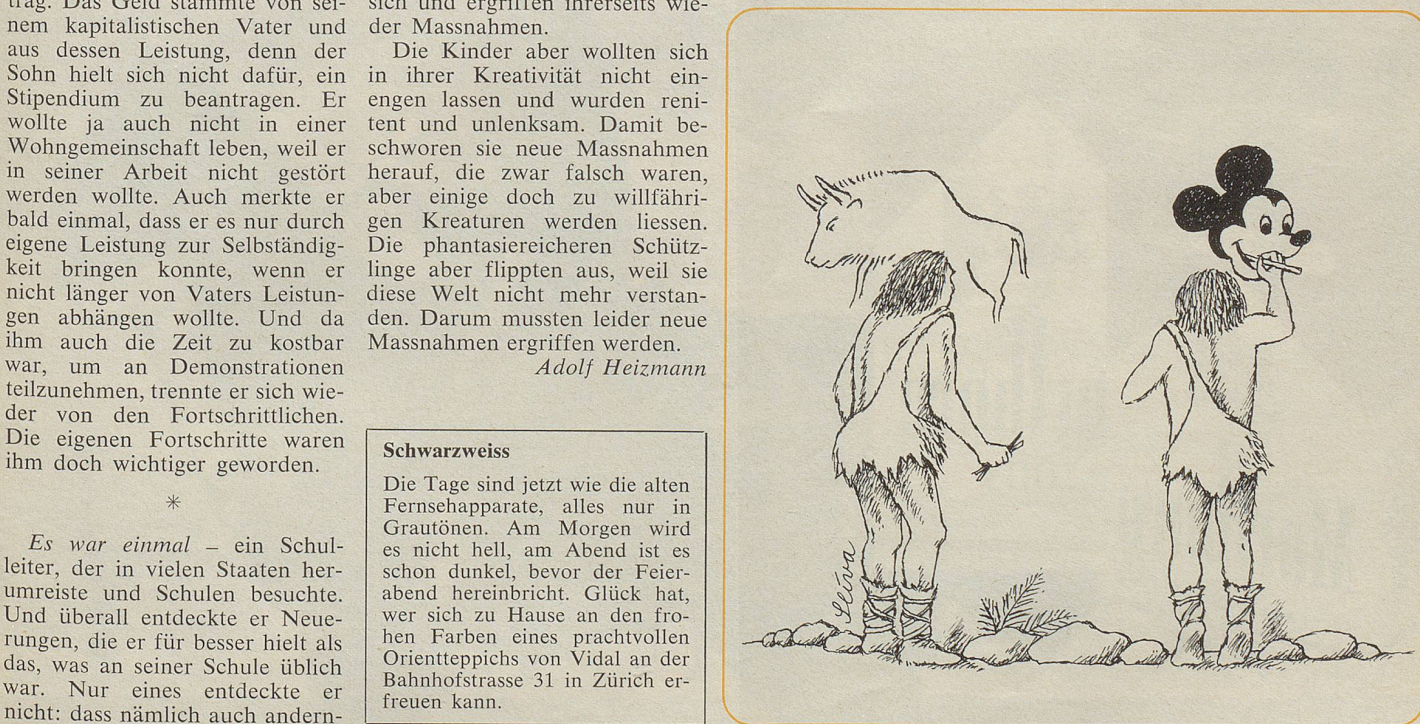 trag. Das Geld stammte von sei-
nem kapitalistischen Vater und
aus dessen Leistung, denn der
Sohn hielt sich nicht dafür, ein
Stipendium zu beantragen. Er
wollte ja auch nicht in einer
Wohngemeinschaft leben, weil er
in seiner Arbeit nicht gestört
werden wollte. Auch merkte er
bald einmal, dass er es nur durch
eigene Leistung zur Selbständig-
keit bringen konnte, wenn er
nicht länger von Vaters Leistun-
gen abhängen wollte. Und da
ihm auch die Zeit zu kostbar
war, um an Demonstrationen
teilzunehmen, trennte er sich wie-
der von den Fortschrittlichen.
Die eigenen Fortschritte waren
ihm doch wichtiger geworden.
*
Es war einmal – ein Schul-
leiter, der in vielen Staaten her-
umreiste und Schulen besuchte.
Und überall entdeckte er Neue-
rungen, die er für besser hielt als
das, was an seiner Schule üblich
war. Nur eines entdeckte er
nicht: dass nämlich auch andern-
sich und ergriffen ihrerseits wie-
der Massnahmen.
Die Kinder aber wollten sich
in ihrer Kreativität nicht ein-
engen lassen und wurden reni-
tent und unlenksam. Damit be-
schworen sie neue Massnahmen
herauf, die zwar falsch waren,
aber einige doch zu willfähri-
gen Kreaturen werden liessen.
Die phantasiereicheren Schütz-
linge aber flippten aus, weil sie
diese Welt nicht mehr verstan-
den. Darum mussten leider neue
Massnahmen ergriffen werden.
Adolf Heizmann
Schwarzweiss
Die Tage sind jetzt wie die alten
Fernsehapparate, alles nur in
Grautönen. Am Morgen wird
es nicht hell, am Abend ist es
schon dunkel, bevor der Feier-
abend hereinbricht. Glück hat,
wer sich zu Hause an den fro-
hen Farben eines prachtvollen
Orientteppichs von Vidal an der
Bahnhofstrasse 31 in Zürich er-
freuen kann.
Slíva